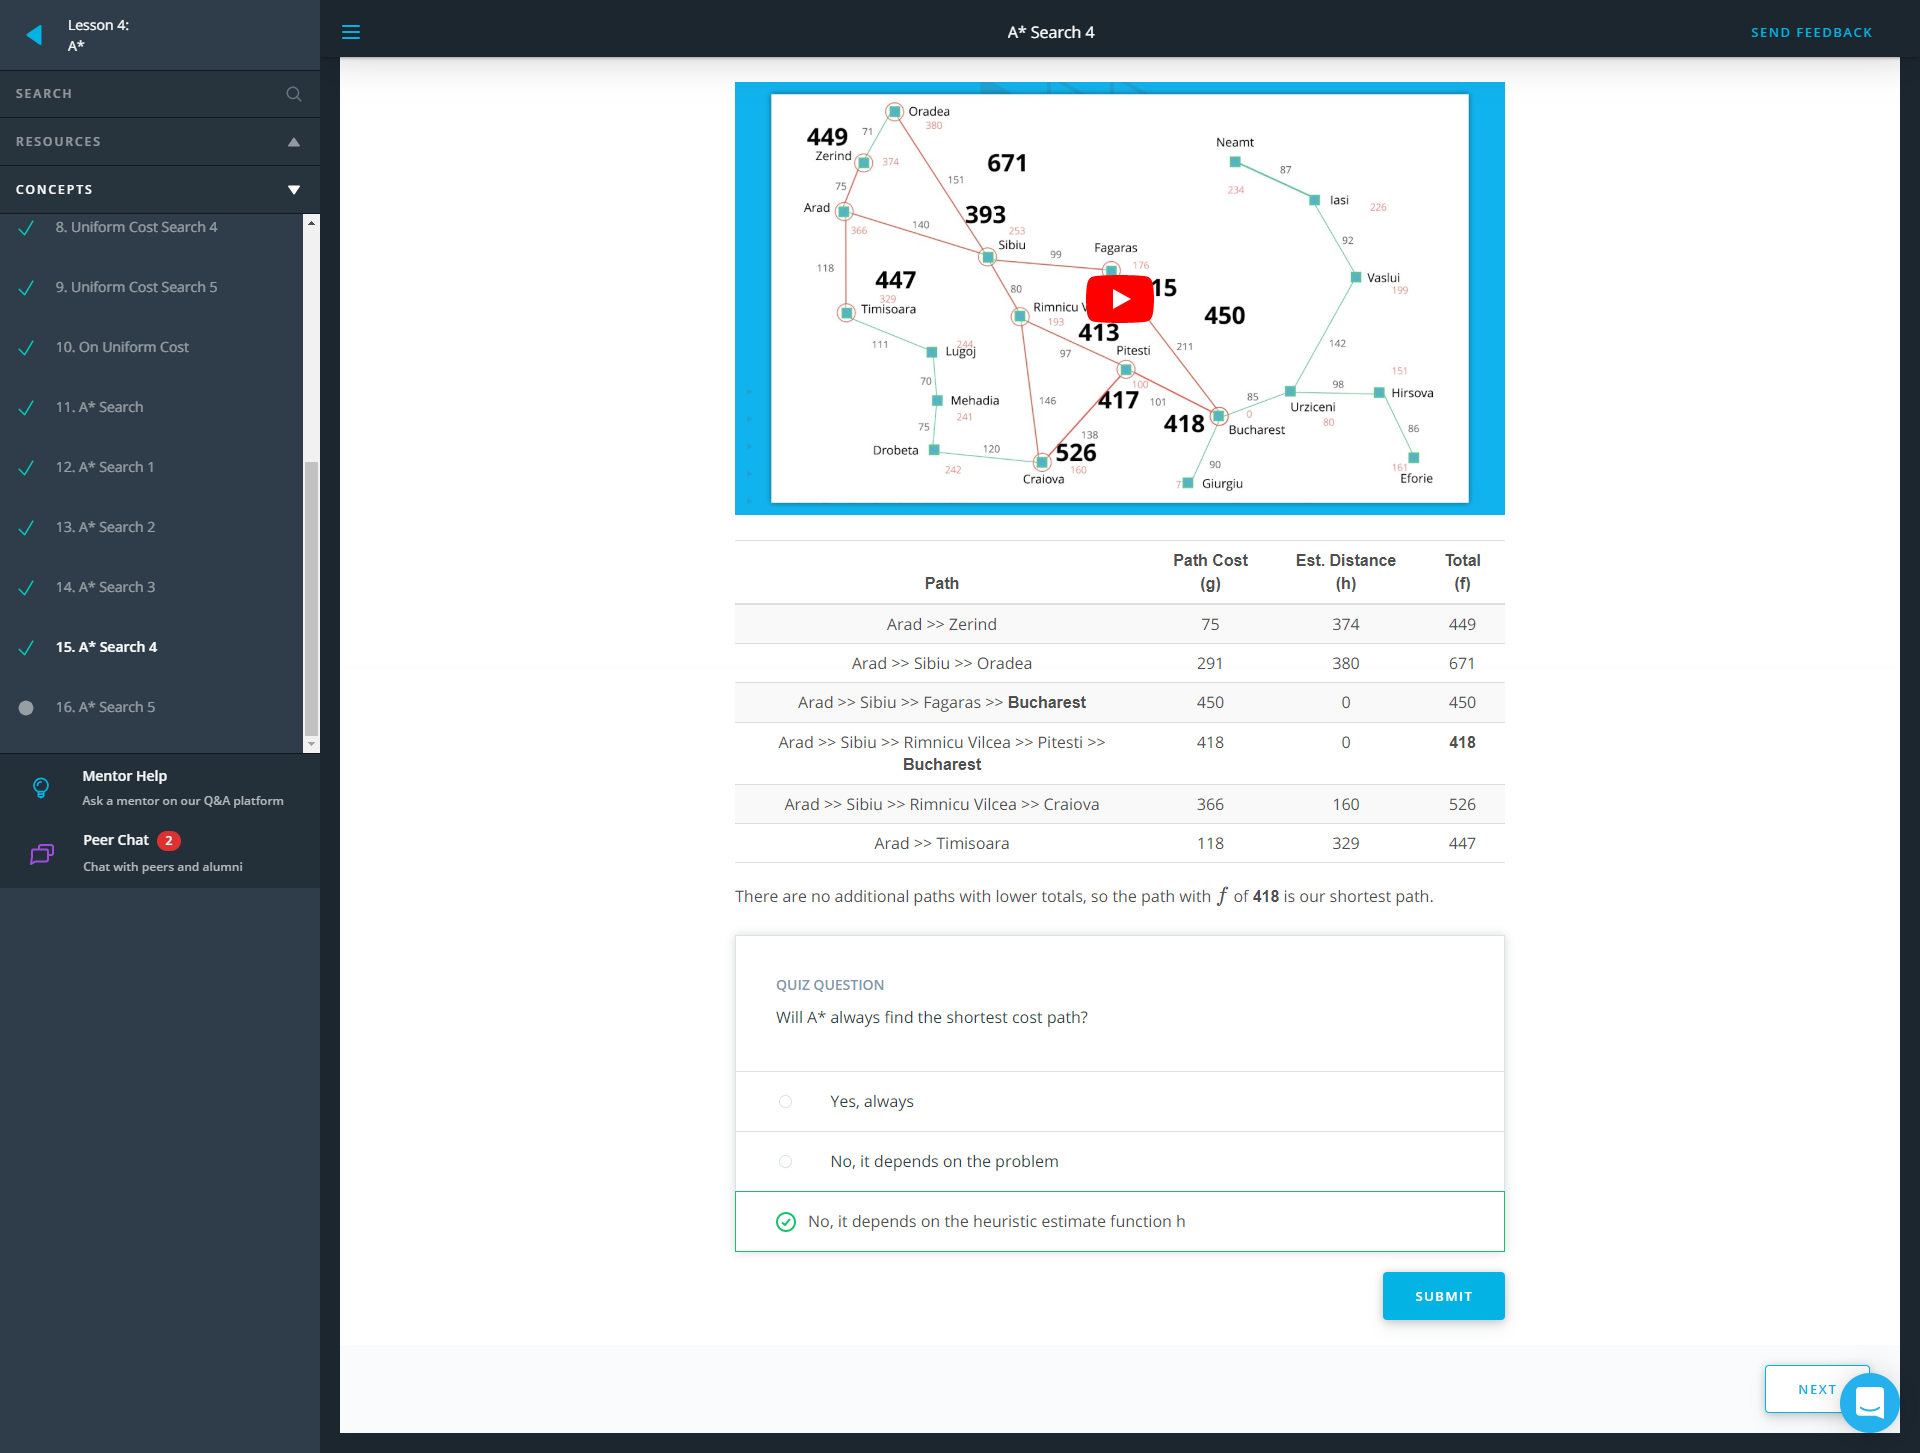 Lesson 4:
A*
A* Search 4
SEND FEEDBACK
SEARCH
RESOURCES
CONCEPTS
8. Uniform Cost Search 4
9. Uniform Cost Search 5
10. On Uniform Cost
11. A* Search
12. A* Search 1
13. A* Search 2
14. A* Search 3
15. A* Search 4
16. A* Search 5
Mentor Help
Ask a mentor on our Q&A platform
Peer Chat 2
Chat with peers and alumni
Oradea
380
449
71
Zerind
374
671
Neamt
87
234
75
151
Iasi
226
Arad
366
140
393
253
Sibiu
92
99
Fagaras
176
118
447
329
Timisoara
80
15
Vaslui
199
Rimnicu V
193
413
450
111
244
Lugoj
97
Pitesti
211
142
151
70
100
98
Hirsova
Mehadia
241
146
417
101
85
0
Urziceni
80
75
418
Bucharest
86
138
Drobeta
120
526
242
160
Craiova
90
161
Eforie
7
Giurgiu
Path Path Cost (g) Est. Distance (h) Total (f)
Arad >> Zerind 75 374 449
Arad >> Sibiu >> Oradea 291 380 671
Arad >> Sibiu >> Fagaras >> Bucharest 450 0 450
Arad >> Sibiu >> Rimnicu Vilcea >> Pitesti >> 418 0 418
Bucharest
Arad >> Sibiu >> Rimnicu Vilcea >> Craiova 366 160 526
Arad >> Timisoara 118 329 447
There are no additional paths with lower totals, so the path with f of 418 is our shortest path.
QUIZ QUESTION
Will A* always find the shortest cost path?
Yes, always
No, it depends on the problem
No, it depends on the heuristic estimate function h
SUBMIT
NEXT